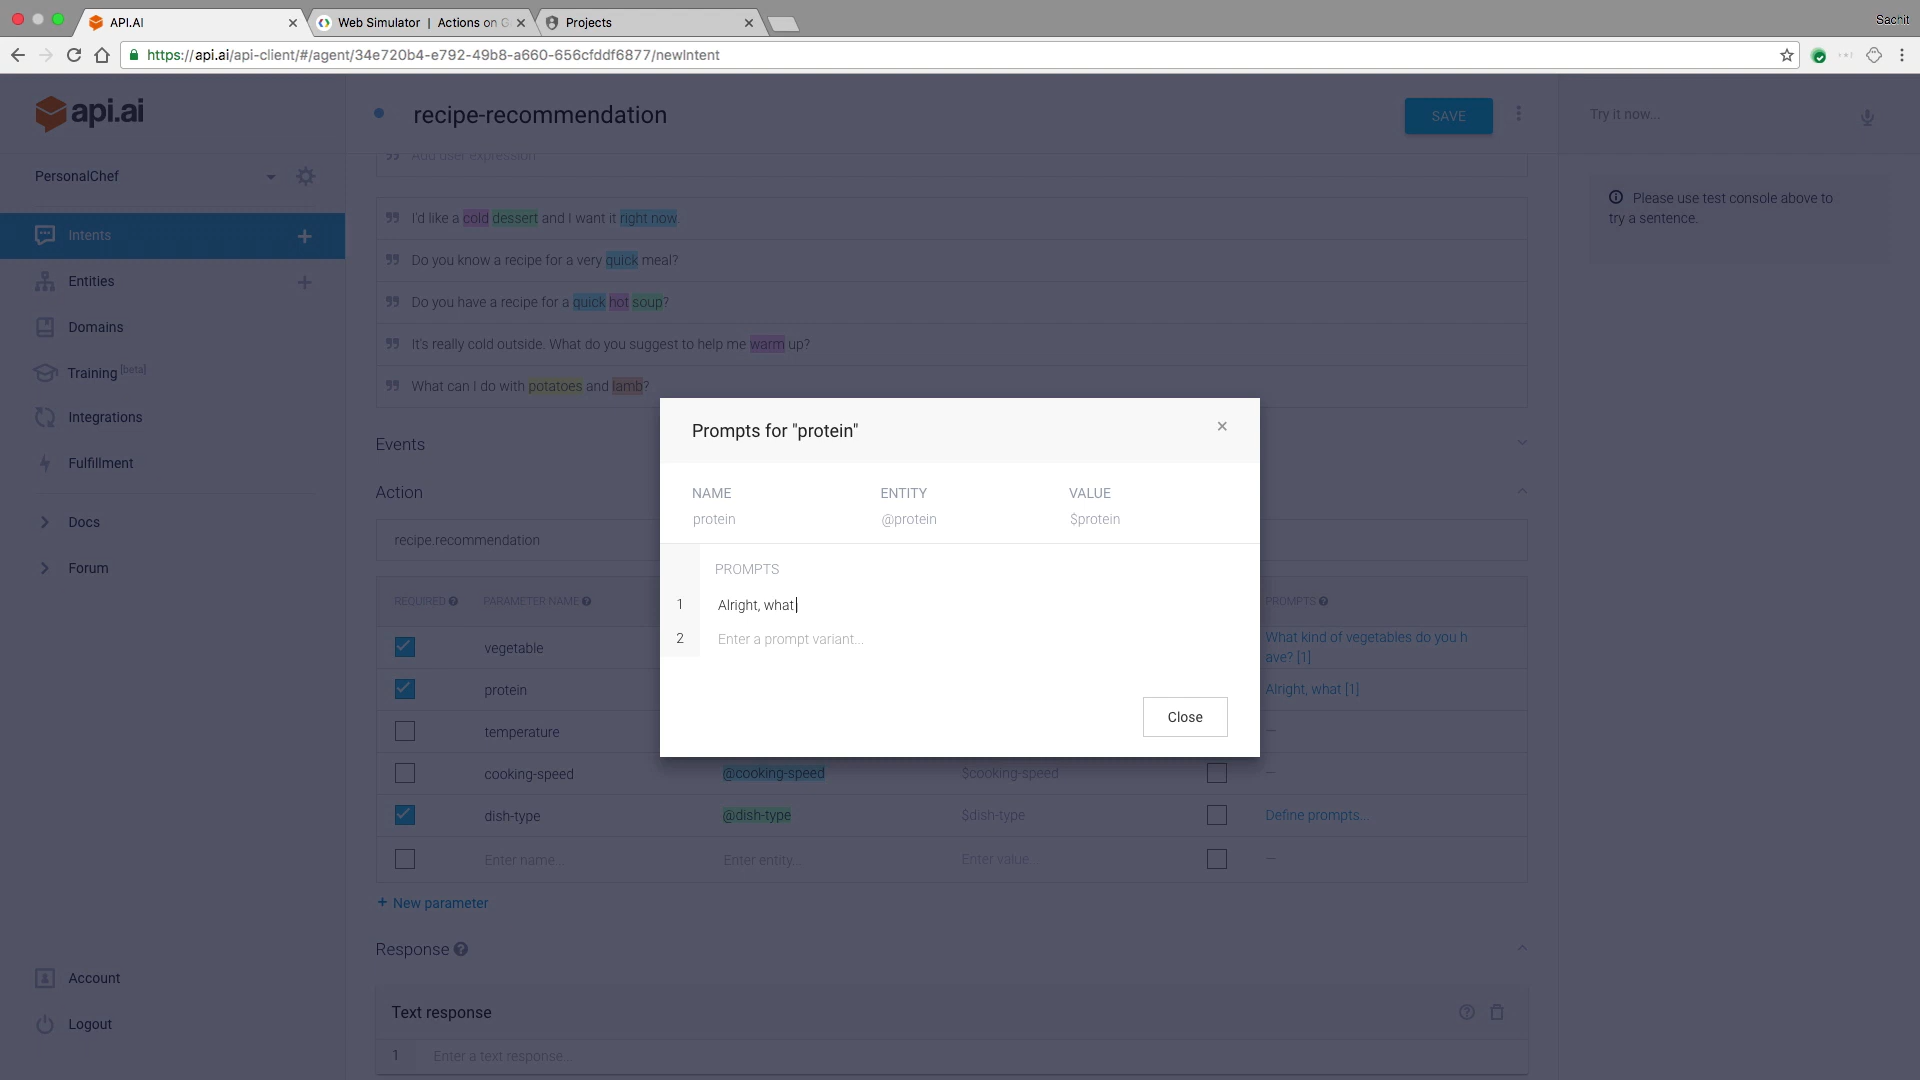 API.AI
Web Simulator | Actions on G
Projects
Sachit
https://api.ai/api-client/#/agent/34e720b4-e792-49b8-a660-656cfddf6877/newIntent
api.ai
recipe-recommendation
SAVE
Try it now...
Add user expression
PersonalChef
Please use test console above to
try a sentence.
Intents
Entities
Domains
Training [beta]
Integrations
Fulfillment
Docs
Forum
Account
Logout
I'd like a cold dessert and I want it right now.
Do you know a recipe for a very quick meal?
Do you have a recipe for a quick hot soup?
It's really cold outside. What do you suggest to help me warm up?
What can I do with potatoes and lamb?
Events
Action
recipe.recommendation
Prompts for "protein"
NAME ENTITY VALUE
protein @protein $protein
PROMPTS
1 Alright, what
2 Enter a prompt variant...
Close
REQUIRED PARAMETER NAME PROMPTS
vegetable What kind of vegetables do you h
ave? [1]
protein Alright, what [1]
temperature —
cooking-speed @cooking-speed $cooking-speed —
dish-type @dish-type $dish-type Define prompts...
Enter name... Enter entity... Enter value... —
+ New parameter
Response
Text response
1 Enter a text response...